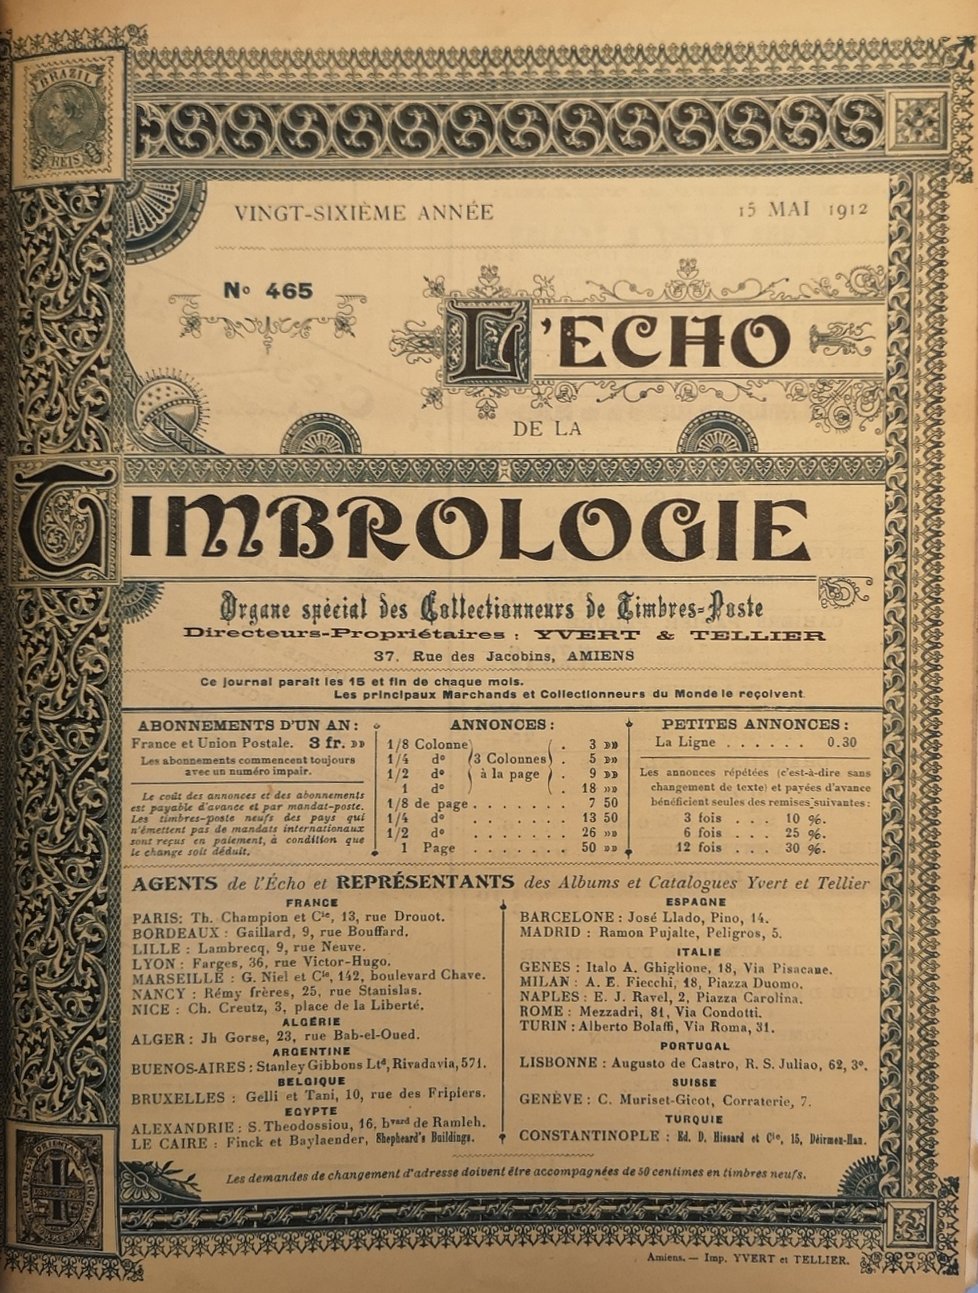 BRAZIL
REIS
VINGT-SIXIÈME ANNÉE
15 MAI 1912
No 465
L'ECHO
DE LA
TIMBROLOGIE
Organe spécial des Collectionneurs de Timbres-Poste
Directeurs-Propriétaires : YVERT & TELLIER
37, Rue des Jacobins, AMIENS
Ce journal paraît les 15 et fin de chaque mois.
Les principaux Marchands et Collectionneurs du Monde le reçoivent
ABONNEMENTS D'UN AN :
France et Union Postale. 3 fr. »»
Les abonnements commencent toujours
avec un numéro impair.
Le coût des annonces et des abonnements
est payable d'avance et par mandat-poste.
Les timbres-poste neufs des pays qui
n'émettent pas de mandats internationaux
sont reçus en paiement, à condition que
le change soit déduit.
ANNONCES :
1/8 Colonne 3 »»
1/4 do 3 Colonnes . 5 »»
1/2 do à la page . 9 »»
1 do . 18 »»
1/8 de page . . . . . . . 7 50
1/4 do . . . . . . . 13 50
1/2 do . . . . . . . 26 »»
1 Page . . . . . . . 50 »»
PETITES ANNONCES :
La Ligne . . . . . . 0.30
Les annonces répétées (c'est-à-dire sans
changement de texte) et payées d'avance
bénéficient seules des remises suivantes :
3 fois . . . 10 %.
6 fois . . . 25 %.
12 fois . . . 30 %.
AGENTS de l'Écho et REPRÉSENTANTS des Albums et Catalogues Yvert et Tellier
FRANCE
PARIS: Th. Champion et Cie, 13, rue Drouot.
BORDEAUX : Gaillard, 9, rue Bouffard.
LILLE : Lambrecq, 9, rue Neuve.
LYON : Farges, 36, rue Victor-Hugo.
MARSEILLE : G. Niel et Cie, 142, boulevard Chave.
NANCY : Rémy frères, 25, rue Stanislas.
NICE : Ch. Creutz, 3, place de la Liberté.
ALGÉRIE
ALGER : Jh Gorse, 23, rue Bab-el-Oued.
ARGENTINE
BUENOS-AIRES : Stanley Gibbons Ltd, Rivadavia, 571.
BELGIQUE
BRUXELLES : Gelli et Tani, 10, rue des Fripiers.
EGYPTE
ALEXANDRIE : S. Theodossiou, 16, bvard de Ramleh.
LE CAIRE : Finck et Baylaender, Shepheard's Buildings.
ESPAGNE
BARCELONE : José Llado, Pino, 14.
MADRID : Ramon Pujalte, Peligros, 5.
ITALIE
GENES : Italo A. Ghiglione, 18, Via Pisacane.
MILAN : A. E. Fiecchi, 18, Piazza Duomo.
NAPLES : E. J. Ravel, 2, Piazza Carolina.
ROME : Mezzadri, 81, Via Condotti.
TURIN : Alberto Bolaffi, Via Roma, 31.
PORTUGAL
LISBONNE : Augusto de Castro, R. S. Juliao, 62, 3o.
SUISSE
GENÈVE : C. Muriset-Gicot, Corraterie, 7.
TURQUIE
CONSTANTINOPLE : Ed. D. Hissard et Cie, 15, Déirmen-Han.
Les demandes de changement d'adresse doivent être accompagnées de 50 centimes en timbres neufs.
Amiens. — Imp. YVERT et TELLIER.